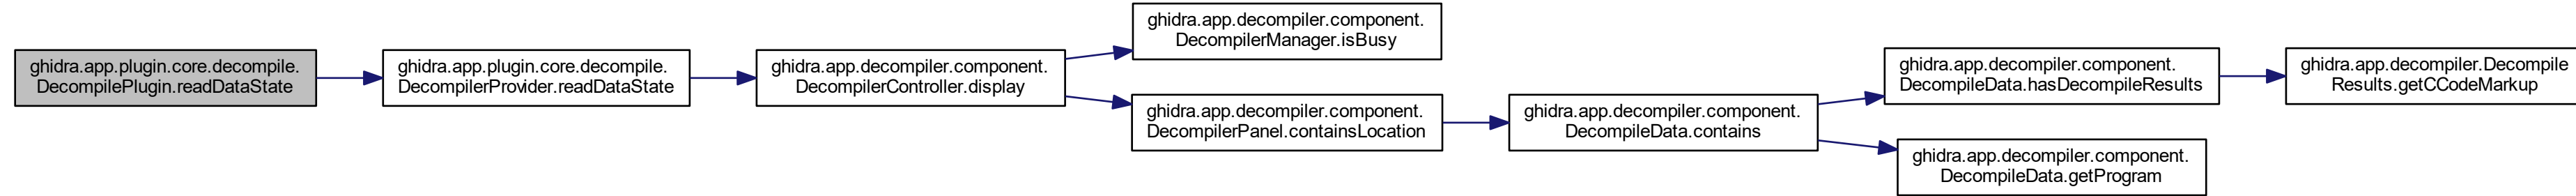 ghidra.app.plugin.core.decompile.
DecompilePlugin.readDataState
ghidra.app.plugin.core.decompile.
DecompilerProvider.readDataState
ghidra.app.decompiler.component.
DecompilerController.display
ghidra.app.decompiler.component.
DecompilerManager.isBusy
ghidra.app.decompiler.component.
DecompilerPanel.containsLocation
ghidra.app.decompiler.component.
DecompileData.contains
ghidra.app.decompiler.component.
DecompileData.hasDecompileResults
ghidra.app.decompiler.Decompile
Results.getCCodeMarkup
ghidra.app.decompiler.component.
DecompileData.getProgram